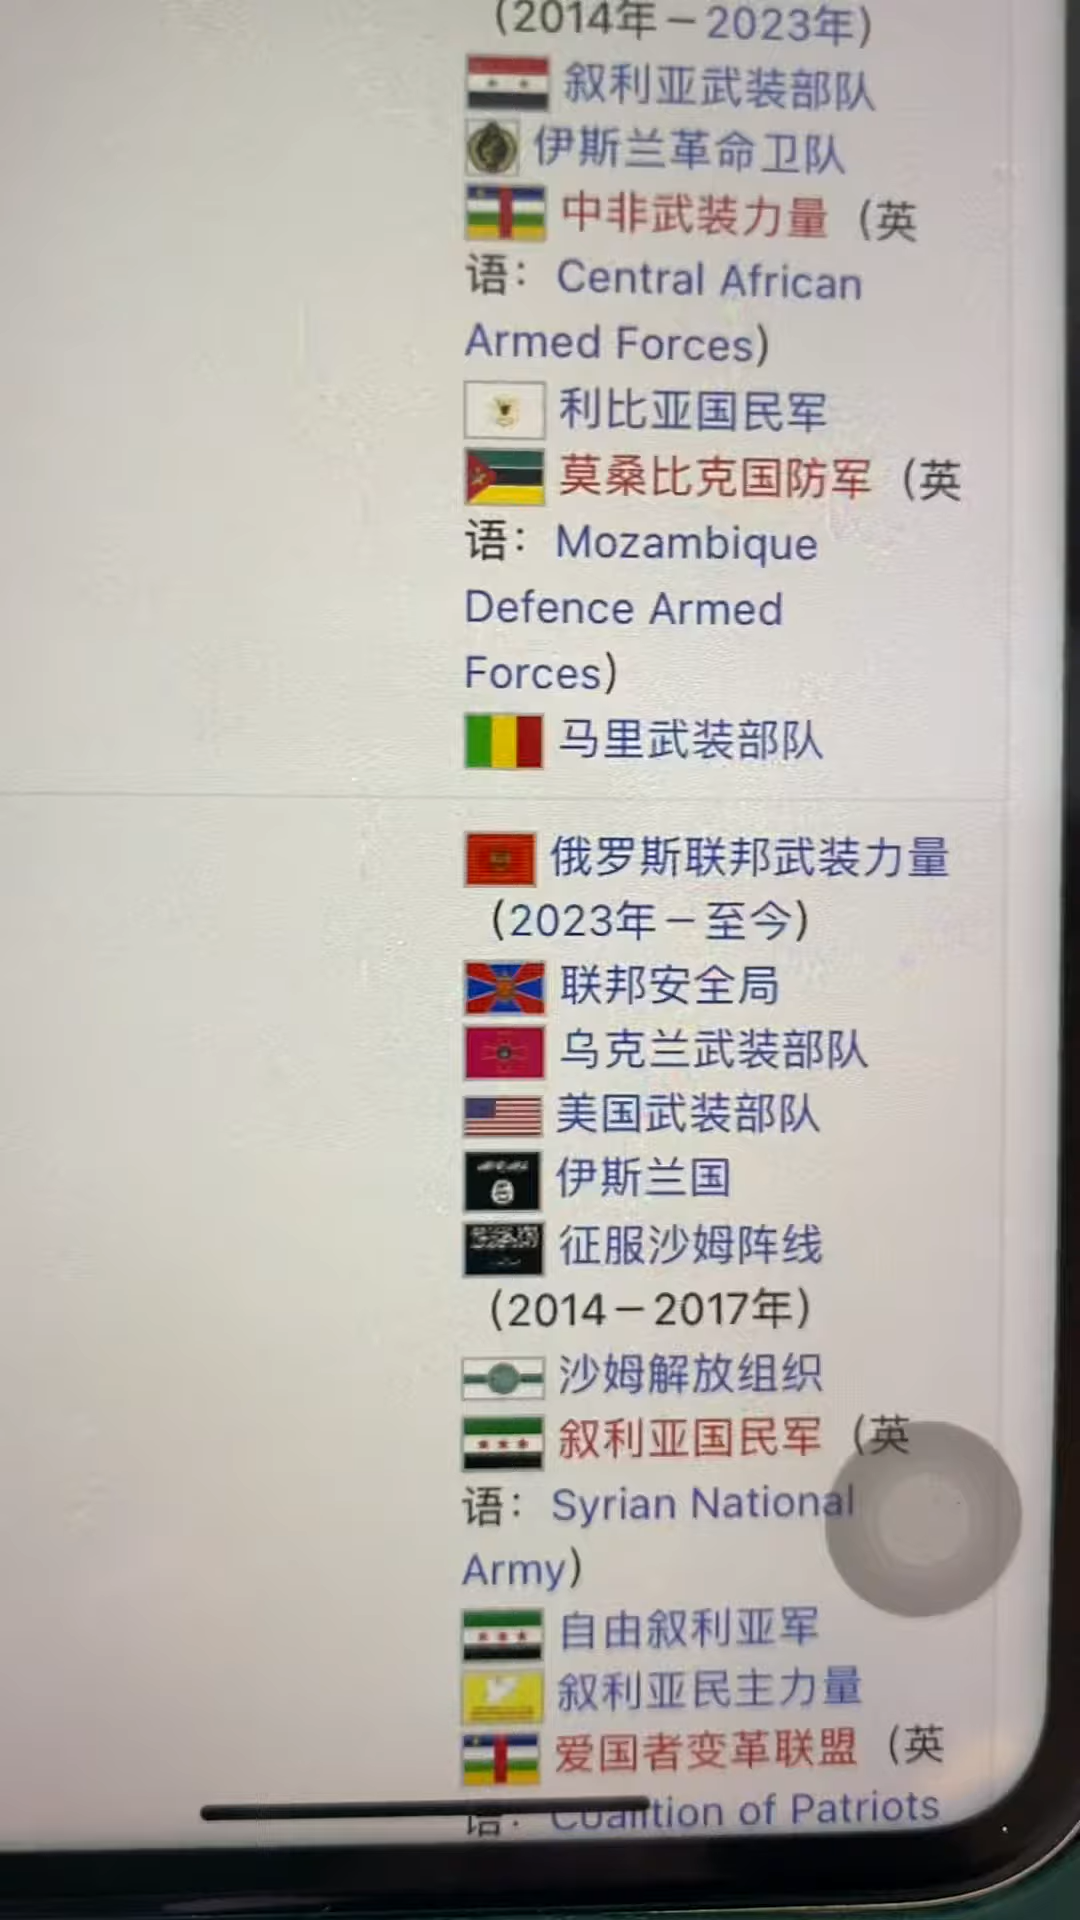 (2014年－2023年)
叙利亚武装部队
伊斯兰革命卫队
中非武装力量 (英
语：Central African
Armed Forces)
利比亚国民军
莫桑比克国防军 (英
语：Mozambique
Defence Armed
Forces)
马里武装部队
俄罗斯联邦武装力量
(2023年－至今)
联邦安全局
乌克兰武装部队
美国武装部队
伊斯兰国
征服沙姆阵线
(2014－2017年)
沙姆解放组织
叙利亚国民军 (英
语：Syrian National
Army)
自由叙利亚军
叙利亚民主力量
爱国者变革联盟 (英
语：Coalition of Patriots